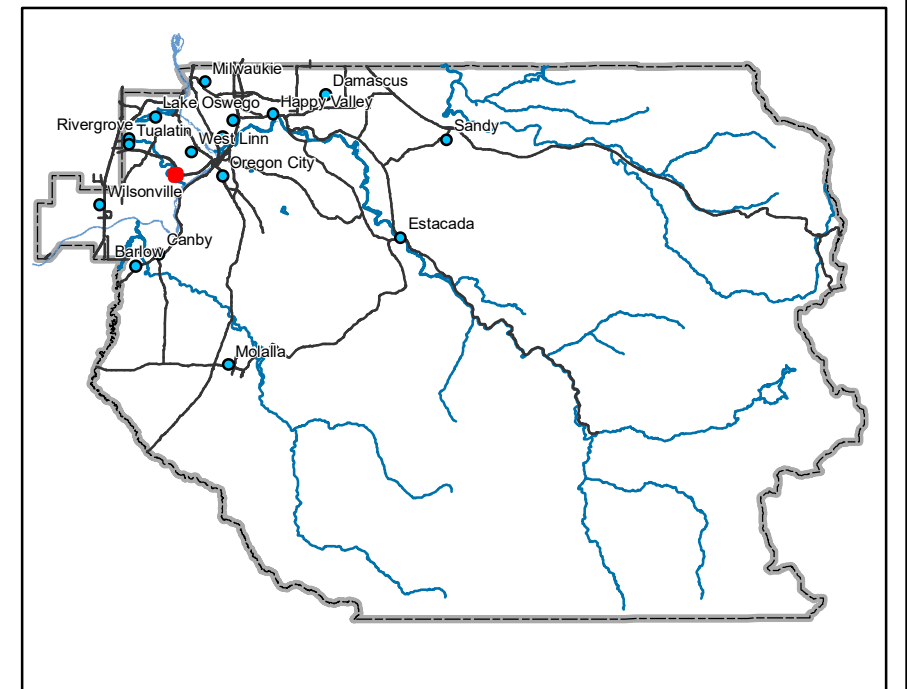 Milwaukie
Damascus
Lake Oswego
Happy Valley
Rivergrove
Tualatin
West Linn
Sandy
Oregon City
Wilsonville
Estacada
Canby
Barlow
Molalla